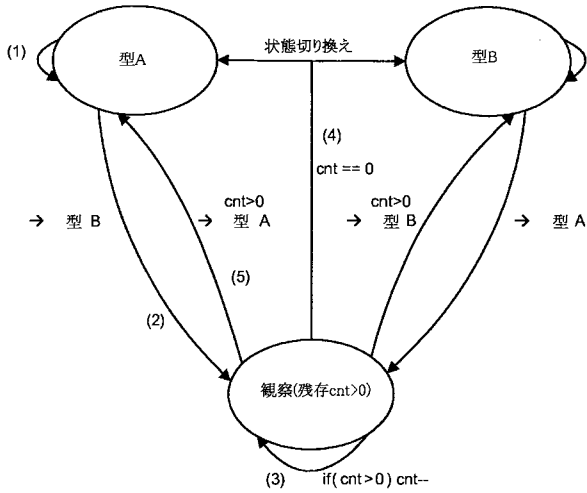 状態切り換え
(1)
型A
型B
(4)
cnt == 0
cnt>0
cnt>0
→ 型 B
→ 型 A
→ 型 B
→ 型 A
(5)
(2)
観察(残存cnt>0)
(3)
if( cnt>0 ) cnt--